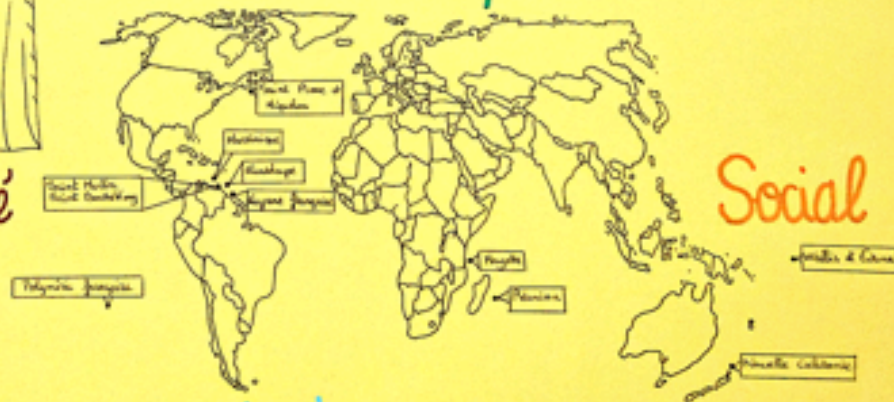 Saint Pierre et
Miquelon
Martinique
Guadeloupe
Saint Martin
Saint Barthélemy
Guyane française
é
Social
Wallis & Futuna
Mayotte
Polynésie française
Réunion
Nouvelle Calédonie